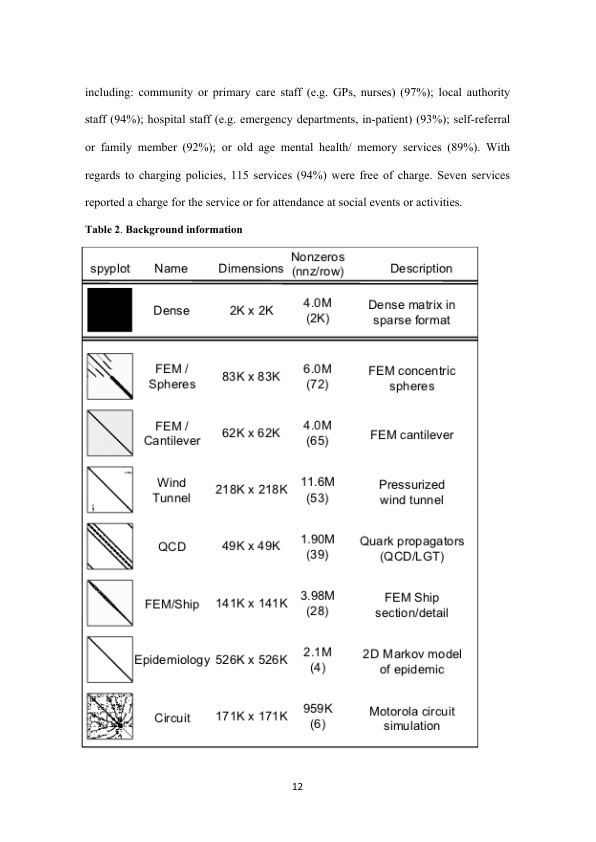 including: community or primary care staff (e.g. GPs, nurses) (97%); local authority
staff (94%); hospital staff (e.g. emergency departments, in-patient) (93%); self-referral
or family member (92%); or old age mental health/ memory services (89%). With
regards to charging policies, 115 services (94%) were free of charge. Seven services
reported a charge for the service or for attendance at social events or activities.
Table 2. Background information
spyplot Name Dimensions Nonzeros (nnz/row) Description
Dense 2K x 2K 4.0M (2K) Dense matrix in sparse format
FEM / Spheres 83K x 83K 6.0M (72) FEM concentric spheres
FEM / Cantilever 62K x 62K 4.0M (65) FEM cantilever
Wind Tunnel 218K x 218K 11.6M (53) Pressurized wind tunnel
QCD 49K x 49K 1.90M (39) Quark propagators (QCD/LGT)
FEM/Ship 141K x 141K 3.98M (28) FEM Ship section/detail
Epidemiology 526K x 526K 2.1M (4) 2D Markov model of epidemic
Circuit 171K x 171K 959K (6) Motorola circuit simulation
12